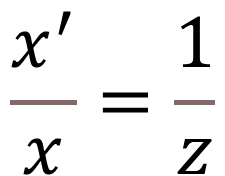 x′/x = 1/z